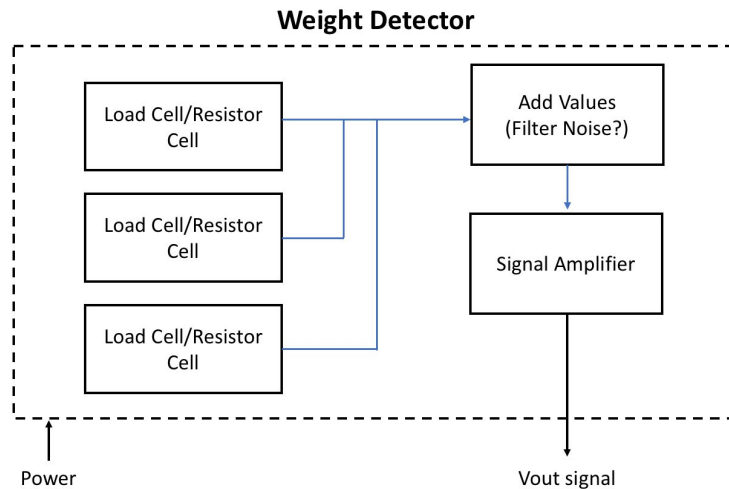 Weight Detector
Load Cell/Resistor
Cell
Add Values
(Filter Noise?)
Load Cell/Resistor
Cell
Signal Amplifier
Load Cell/Resistor
Cell
Power
Vout signal